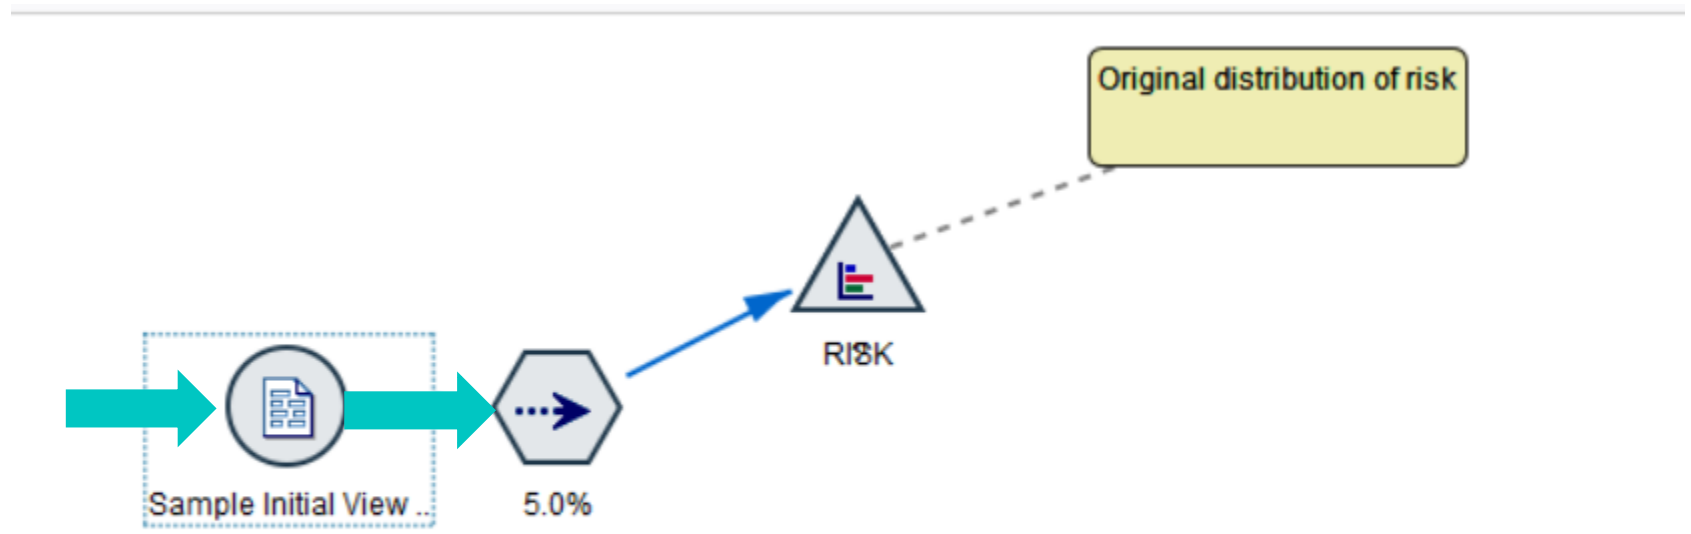 Original distribution of risk
RISK
Sample Initial View ..
5.0%